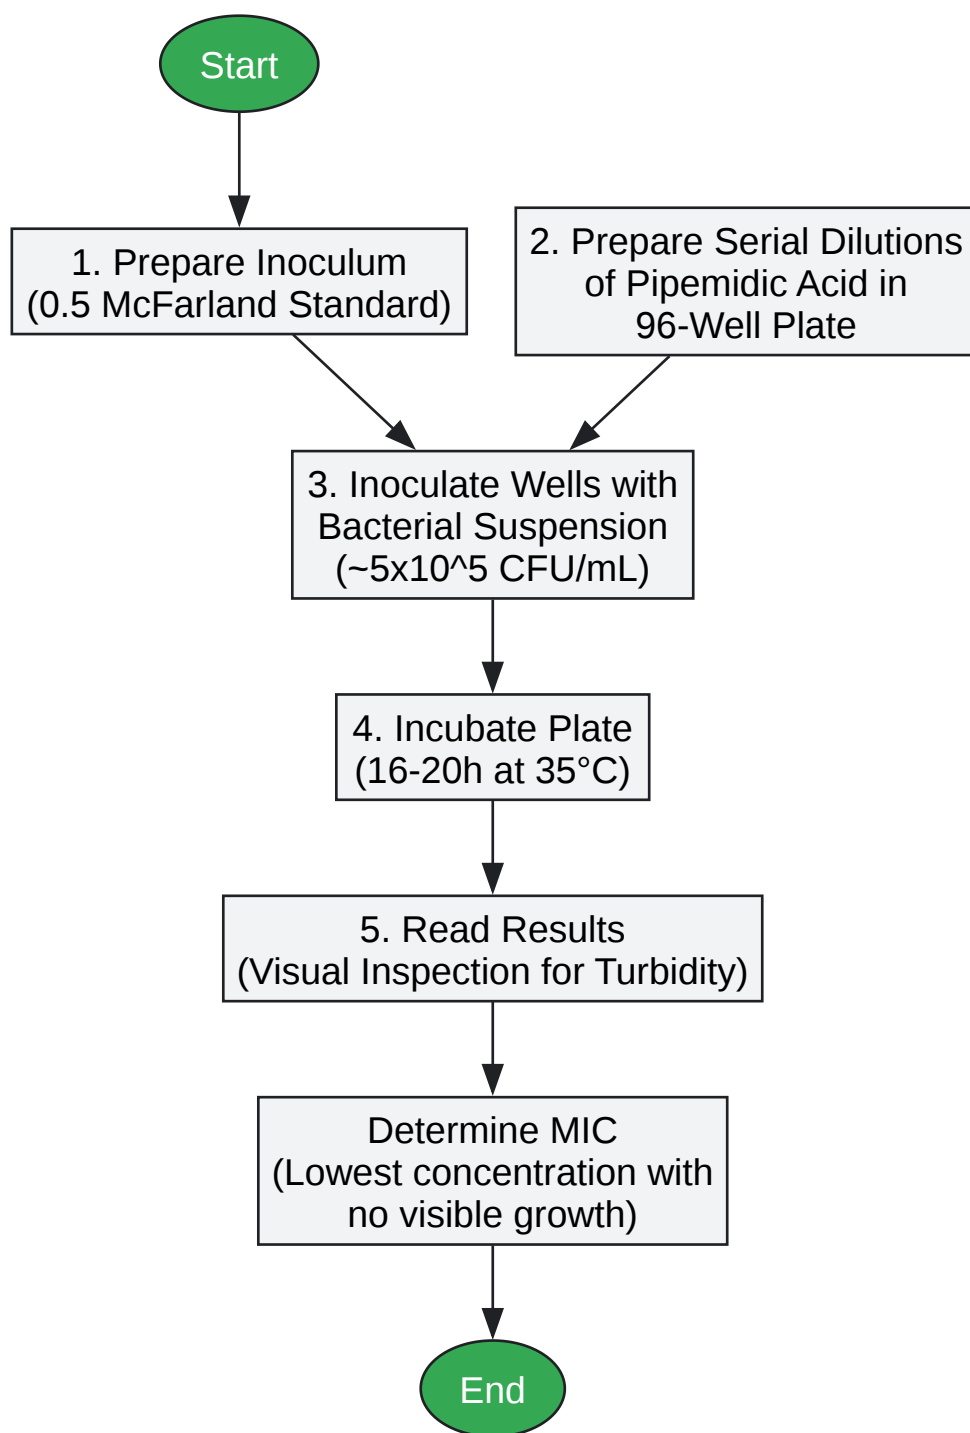 Start
1. Prepare Inoculum
(0.5 McFarland Standard)
2. Prepare Serial Dilutions
of Pipemidic Acid in
96-Well Plate
3. Inoculate Wells with
Bacterial Suspension
(~5x10^5 CFU/mL)
4. Incubate Plate
(16-20h at 35°C)
5. Read Results
(Visual Inspection for Turbidity)
Determine MIC
(Lowest concentration with
no visible growth)
End